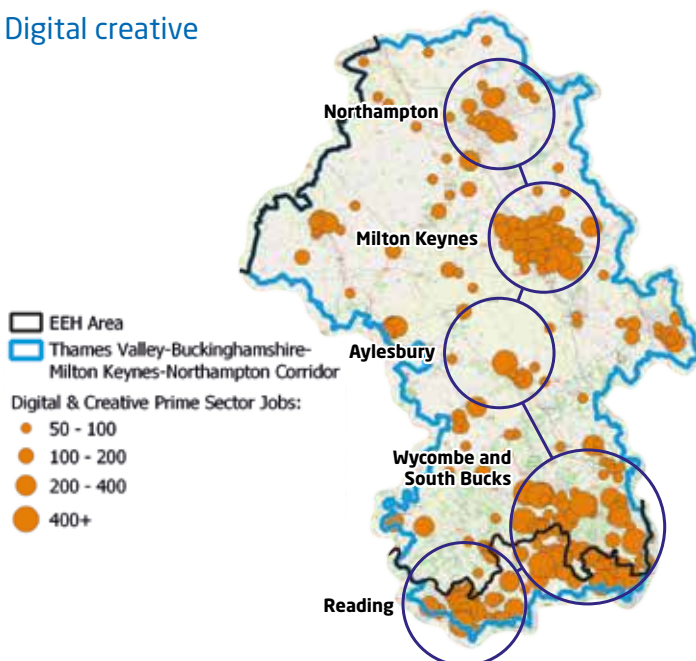 Digital creative
Northampton
Milton Keynes
Aylesbury
Wycombe and
South Bucks
Reading
EEH Area
Thames Valley-Buckinghamshire-
Milton Keynes-Northampton Corridor
Digital & Creative Prime Sector Jobs:
50 - 100
100 - 200
200 - 400
400+